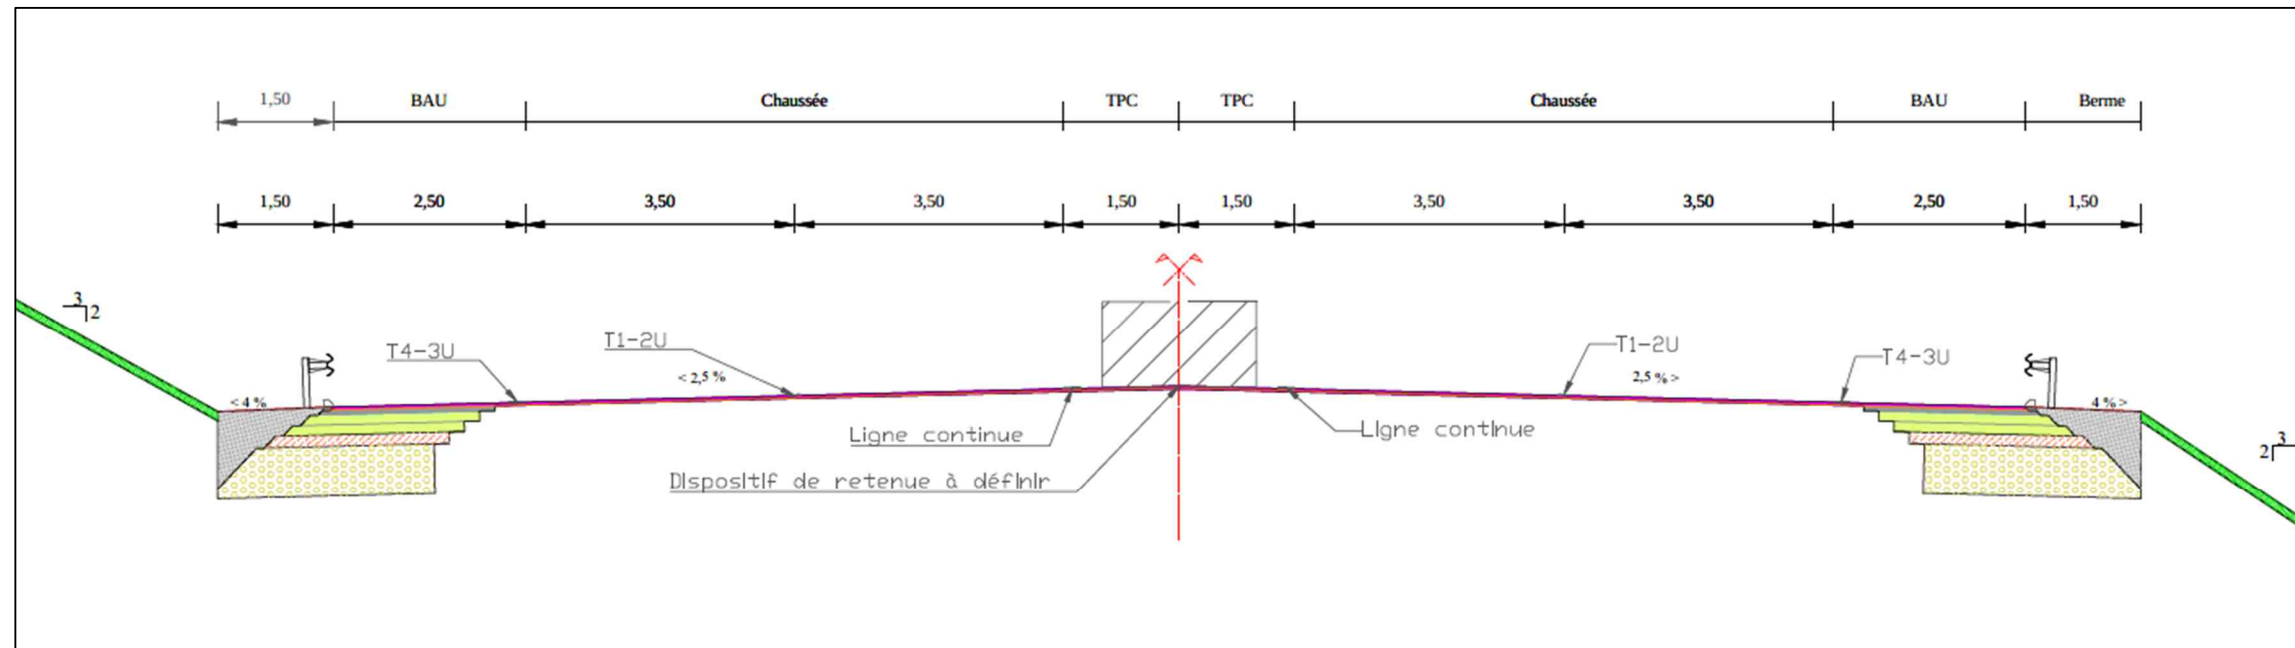 1,50 BAU Chaussée TPC TPC Chaussée BAU Berme
1,50 2,50 3,50 3,50 1,50 1,50 3,50 3,50 2,50 1,50
3
2
T4-3U
T1-2U
T1-2U
T4-3U
< 2,5 %
2,5 % >
< 4 %
4 % >
Ligne continue
Ligne continue
Dispositif de retenue à définir
3
2